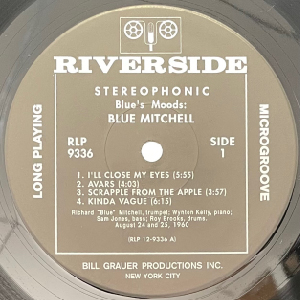 RIVERSIDE
STEREOPHONIC
Blue's Moods:
BLUE MITCHELL
RLP
9336
SIDE
1
LONG PLAYING
MICROGROOVE
1. I'LL CLOSE MY EYES (5:55)
2. AVARS (4:03)
3. SCRAPPLE FROM THE APPLE (3:57)
4. KINDA VAGUE (6:15)
Richard "Blue" Mitchell, trumpet; Wynton Kelly, piano;
Sam Jones, bass; Roy Brooks, drums.
August 24 and 25, 1960
(RLP 12-9336 A)
BILL GRAUER PRODUCTIONS INC.
NEW YORK CITY